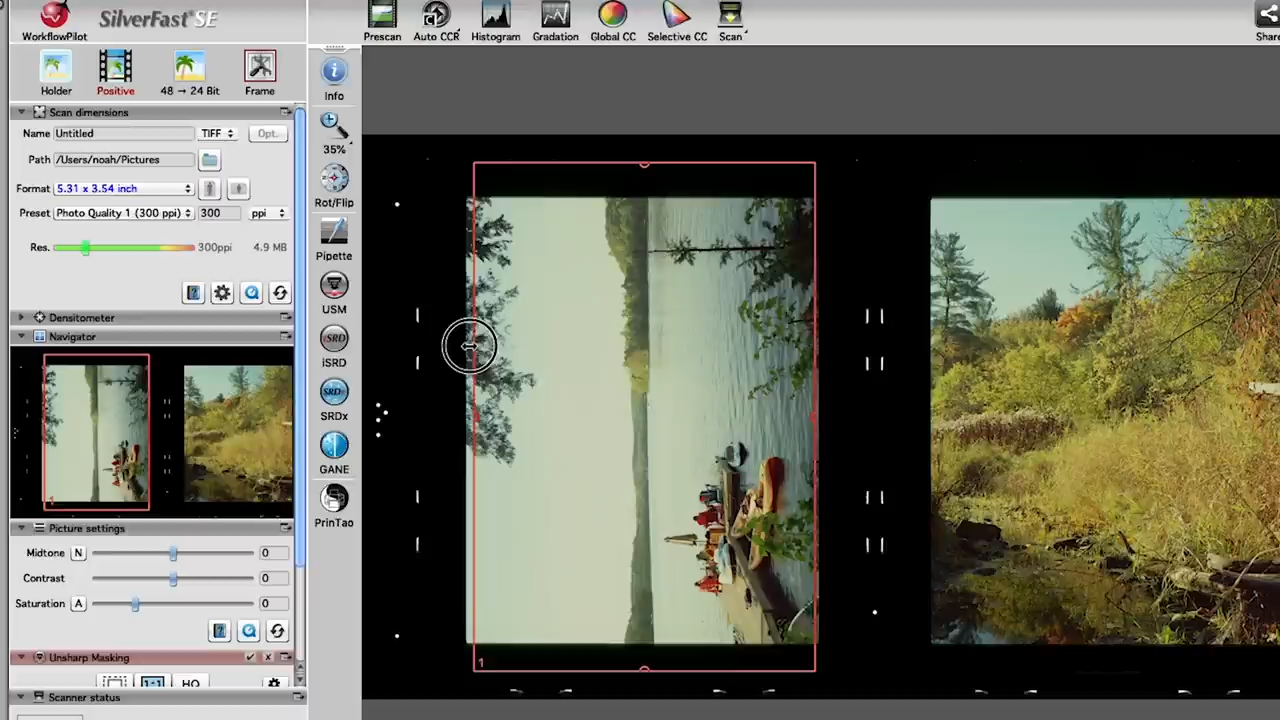 WorkflowPilot
SilverFast®SE
Prescan
Auto CCR
Histogram
Gradation
Global CC
Selective CC
Scan
Share
Holder
Positive
48 → 24 Bit
Frame
Info
Scan dimensions
Name Untitled TIFF Opt.
Path /Users/noah/Pictures
35%
Format 5.31 x 3.54 inch
Rot/Flip
Preset Photo Quality 1 (300 ppi) 300 ppi
Res. 300ppi 4.9 MB
Pipette
USM
Densitometer
Navigator
iSRD
iSRD
SRDx
SRDx
GANE
1
PrinTao
Picture settings
Midtone N 0
Contrast 0
Saturation A 0
Unsharp Masking
1
1-1 HQ
Scanner status